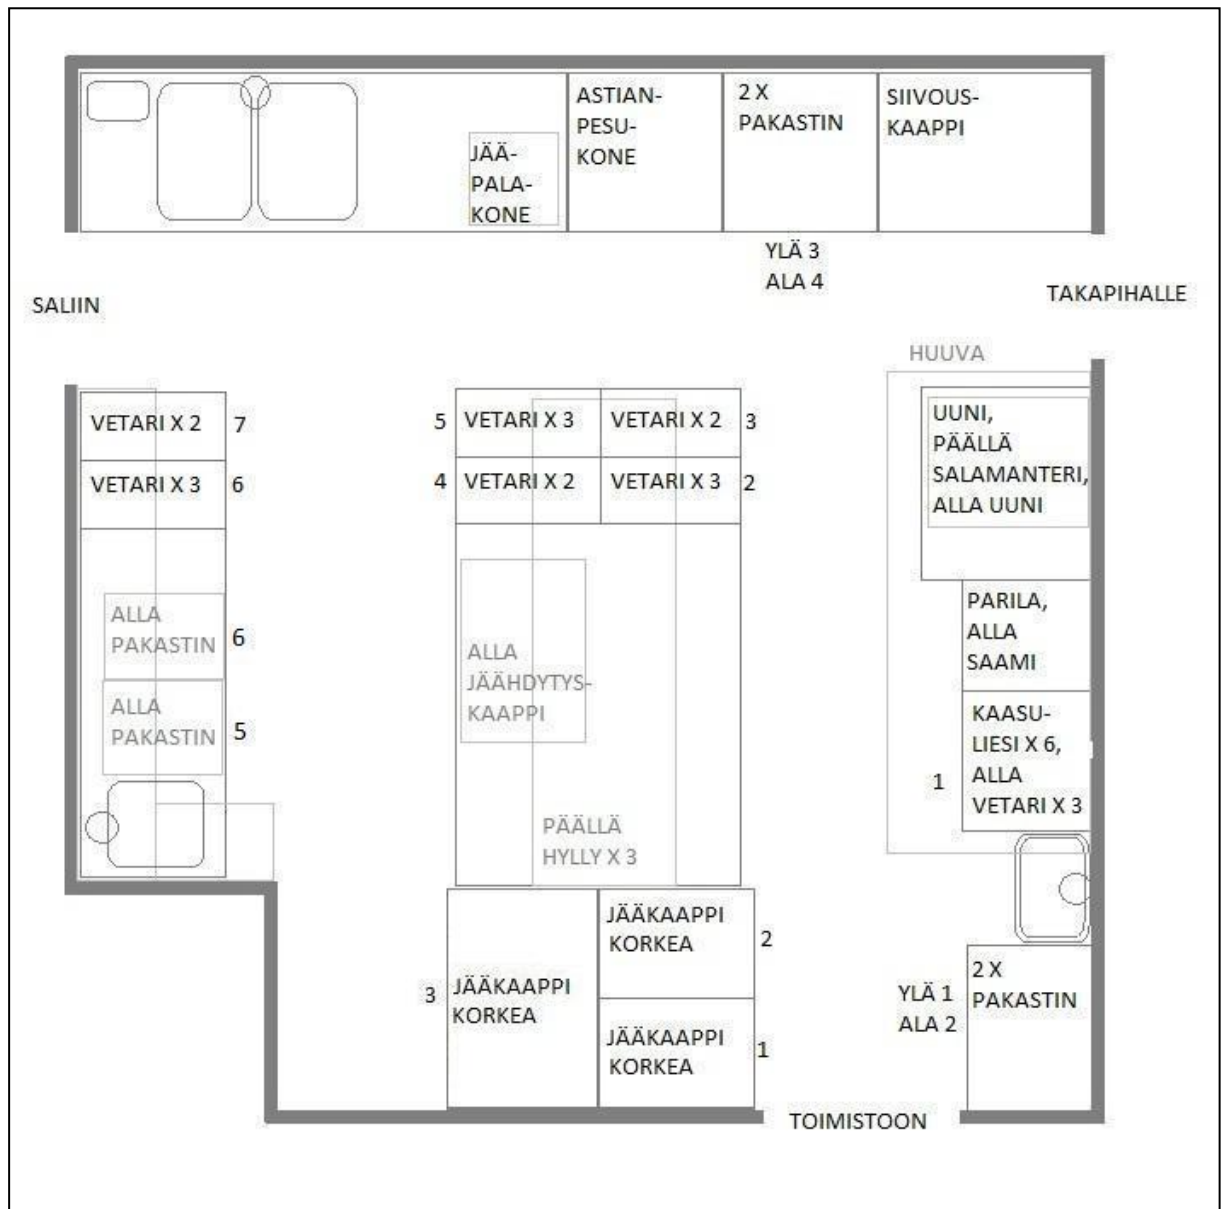 ASTIAN-
PESU-
KONE
2 X
PAKASTIN
SIIVOUS-
KAAPPI
JÄÄ-
PALA-
KONE
YLÄ 3
ALA 4
SALIIN
TAKAPIHALLE
HUUVA
VETARI X 2
7
VETARI X 3
6
5
VETARI X 3
VETARI X 2
3
4
VETARI X 2
VETARI X 3
2
UUNI,
PÄÄLLÄ
SALAMANTERI,
ALLA UUNI
ALLA
PAKASTIN
6
ALLA
PAKASTIN
5
ALLA
JÄÄHDYTYS-
KAAPPI
PARILA,
ALLA
SAAMI
KAASU-
LIESI X 6,
ALLA
VETARI X 3
1
PÄÄLLÄ
HYLLY X 3
3
JÄÄKAAPPI
KORKEA
JÄÄKAAPPI
KORKEA
2
JÄÄKAAPPI
KORKEA
1
YLÄ 1
ALA 2
2 X
PAKASTIN
TOIMISTOON